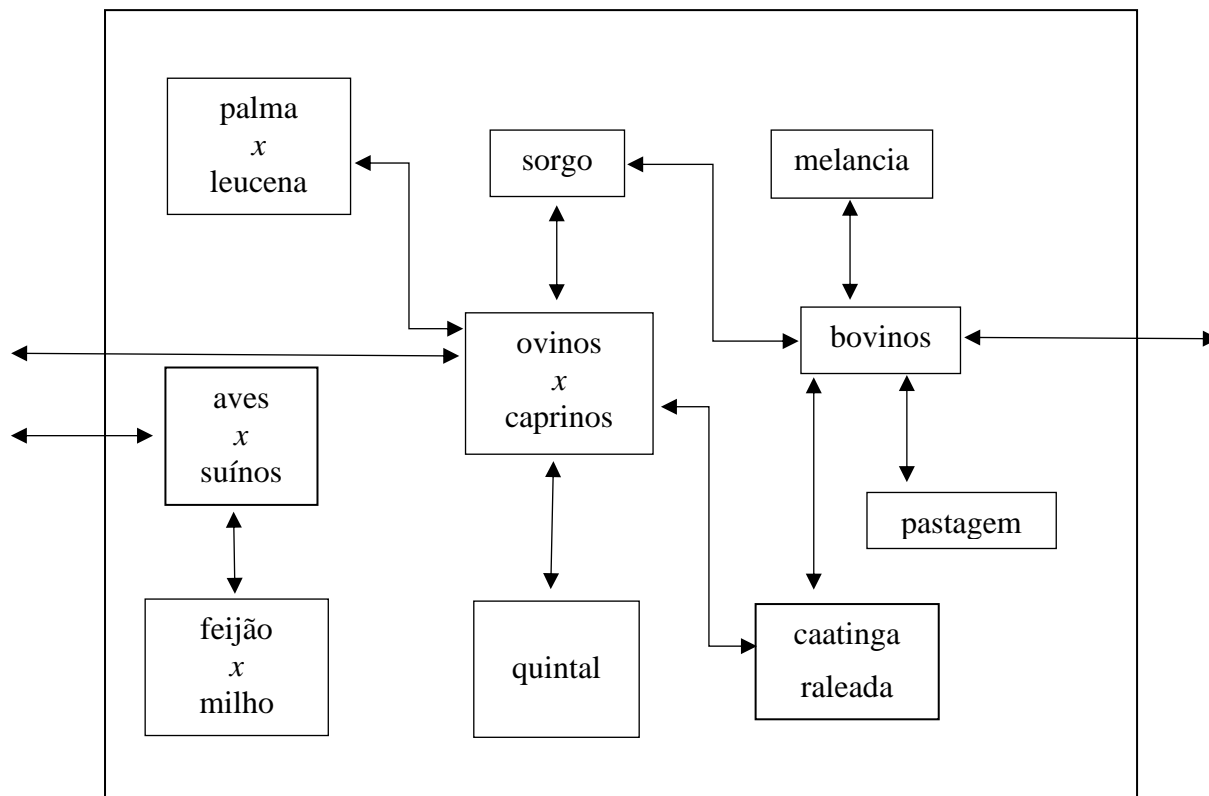 palma
x
leucena
sorgo
melancia
ovinos
x
caprinos
bovinos
aves
x
suínos
pastagem
feijão
x
milho
quintal
caatinga
raleada